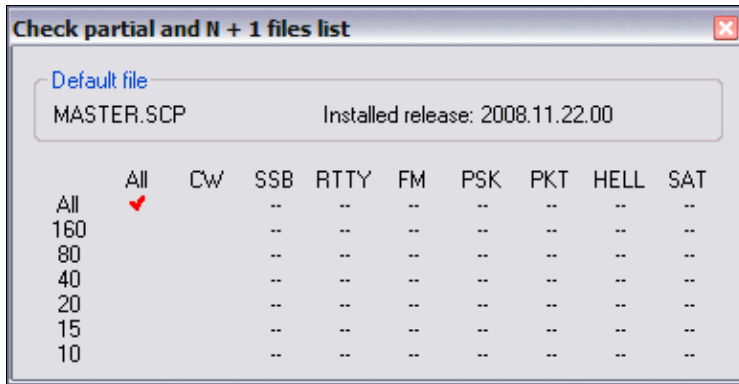 Check partial and N + 1 files list
Default file
MASTER.SCP Installed release: 2008.11.22.00
All CW SSB RTTY FM PSK PKT HELL SAT
All -- -- -- -- -- -- --
160 -- -- -- -- -- -- --
80 -- -- -- -- -- -- --
40 -- -- -- -- -- -- --
20 -- -- -- -- -- -- --
15 -- -- -- -- -- -- --
10 -- -- -- -- -- -- --